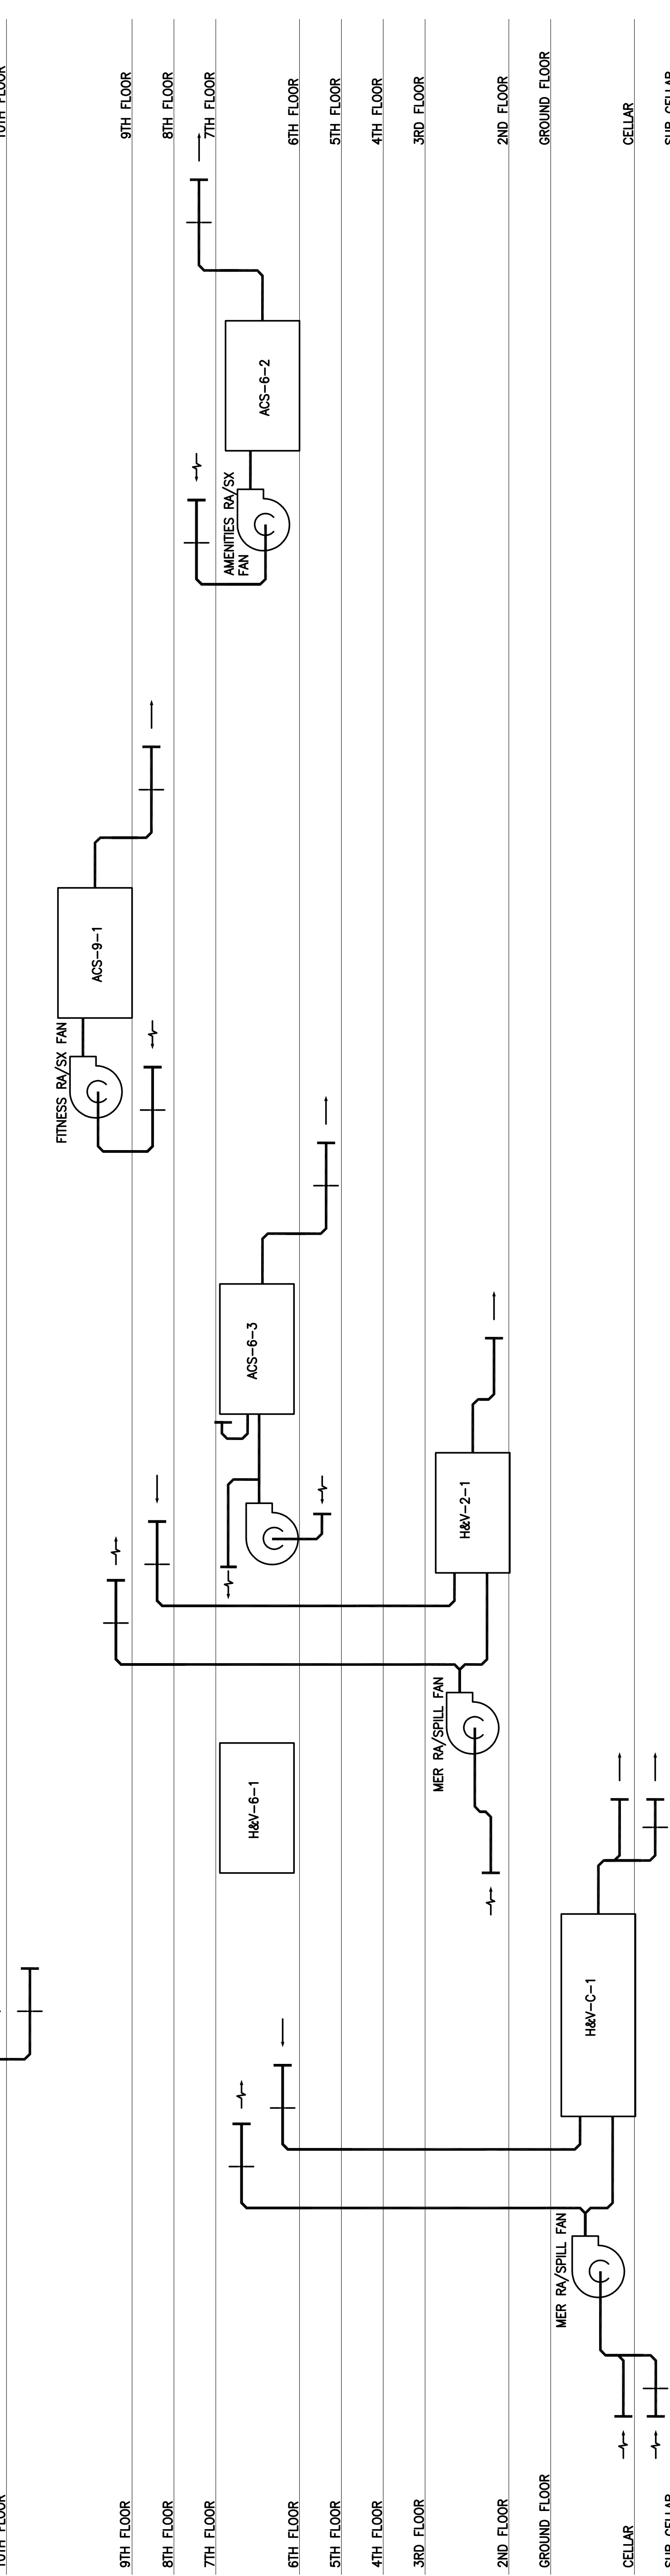 10TH FLOOR
10TH FLOOR
FITNESS RA/SX FAN
ACS-9-1
9TH FLOOR
9TH FLOOR
8TH FLOOR
8TH FLOOR
7TH FLOOR
7TH FLOOR
H&V-6-1
ACS-6-3
AMENITIES RA/SX
FAN
ACS-6-2
6TH FLOOR
6TH FLOOR
5TH FLOOR
5TH FLOOR
4TH FLOOR
4TH FLOOR
3RD FLOOR
3RD FLOOR
MER RA/SPILL FAN
H&V-2-1
2ND FLOOR
2ND FLOOR
GROUND FLOOR
GROUND FLOOR
MER RA/SPILL FAN
H&V-C-1
CELLAR
CELLAR
SUB CELLAR
SUB CELLAR